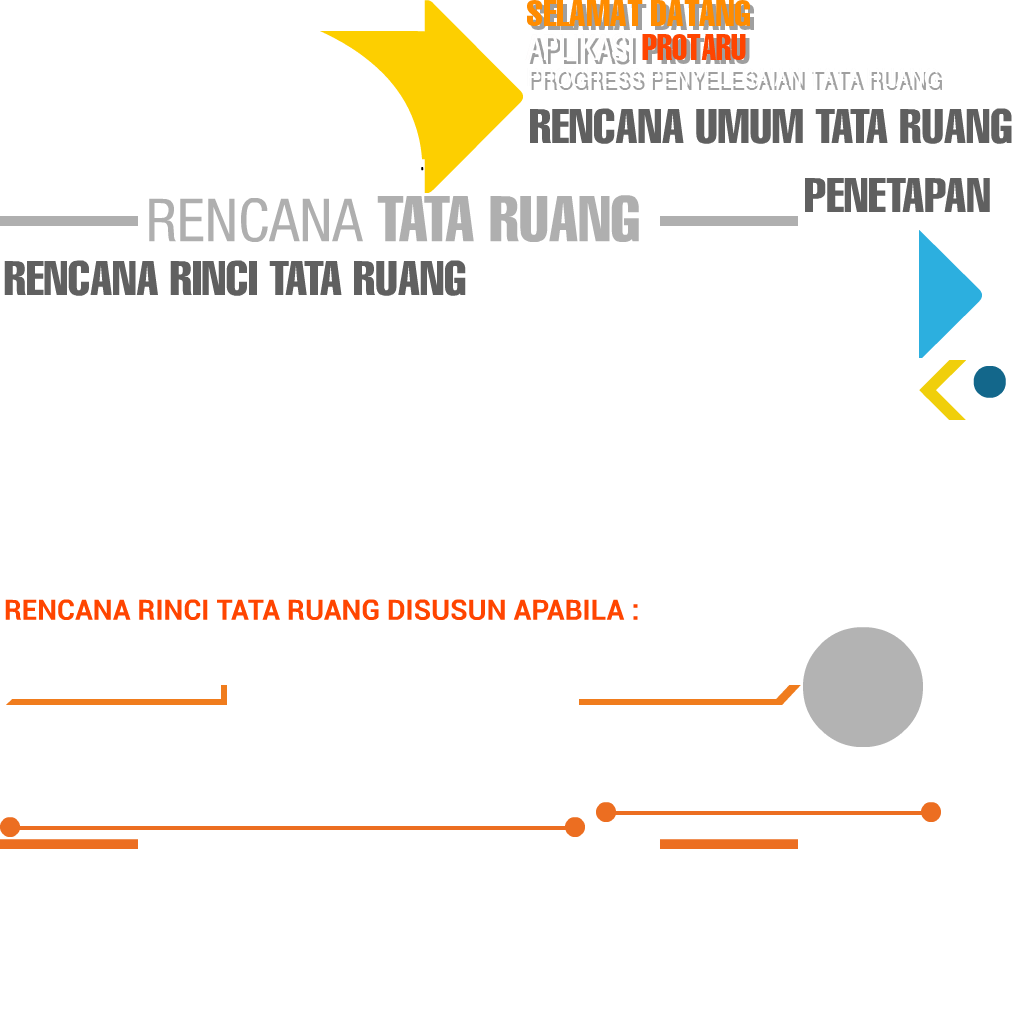 SELAMAT DATANG
APLIKASI PROTARU
PROGRESS PENYELESAIAN TATA RUANG
RENCANA UMUM TATA RUANG
PENETAPAN
RENCANA TATA RUANG
RENCANA RINCI TATA RUANG
RENCANA RINCI TATA RUANG DISUSUN APABILA :